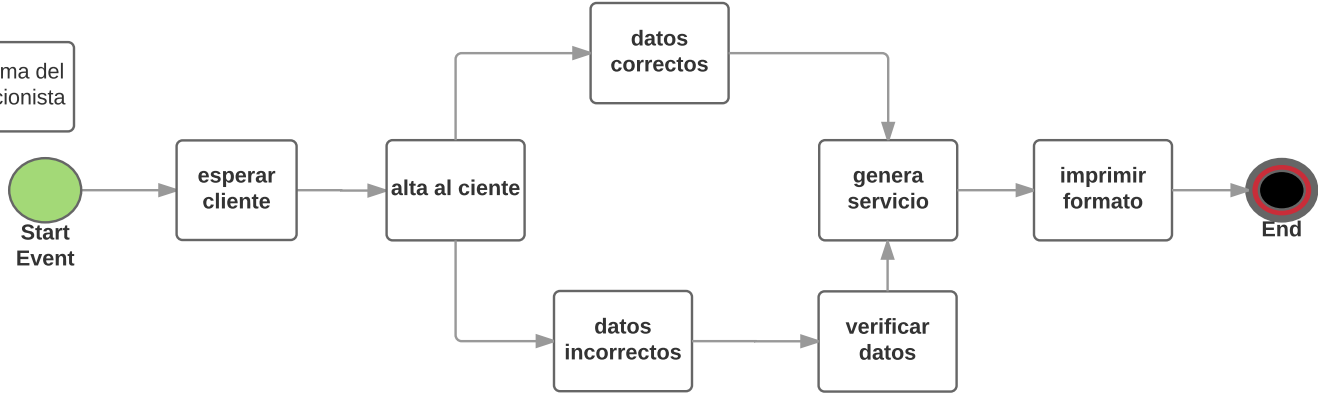 ma del
cionista
Start
Event
esperar
cliente
alta al ciente
datos
correctos
datos
incorrectos
verificar
datos
genera
servicio
imprimir
formato
End